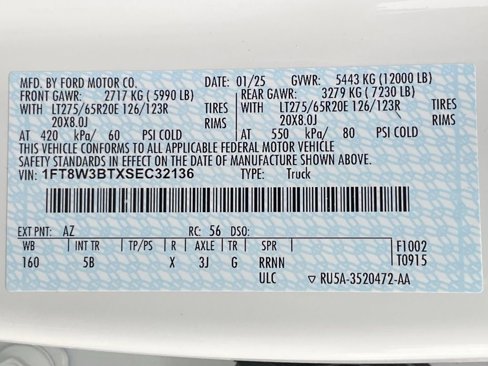 MFD. BY FORD MOTOR CO. DATE: 01/25 GVWR: 5443 KG (12000 LB)
FRONT GAWR: 2717 KG ( 5990 LB) REAR GAWR: 3279 KG ( 7230 LB)
WITH LT275/65R20E 126/123R TIRES WITH LT275/65R20E 126/123R TIRES
20X8.0J RIMS 20X8.0J RIMS
AT 420 kPa/ 60 PSI COLD AT 550 kPa/ 80 PSI COLD
THIS VEHICLE CONFORMS TO ALL APPLICABLE FEDERAL MOTOR VEHICLE
SAFETY STANDARDS IN EFFECT ON THE DATE OF MANUFACTURE SHOWN ABOVE.
VIN: 1FT8W3BTXSEC32136 TYPE: Truck
EXT PNT: AZ RC: 56 DSO:
WB INT TR TP/PS R AXLE TR SPR F1002
160 5B X 3J G RRNN T0915
ULC ▽ RU5A-3520472-AA